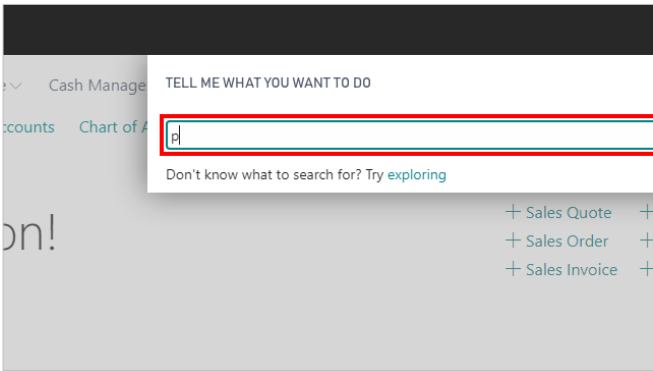 Cash Manage
TELL ME WHAT YOU WANT TO DO
ccounts Chart of A
p
Don't know what to search for? Try exploring
on!
+ Sales Quote +
+ Sales Order +
+ Sales Invoice +